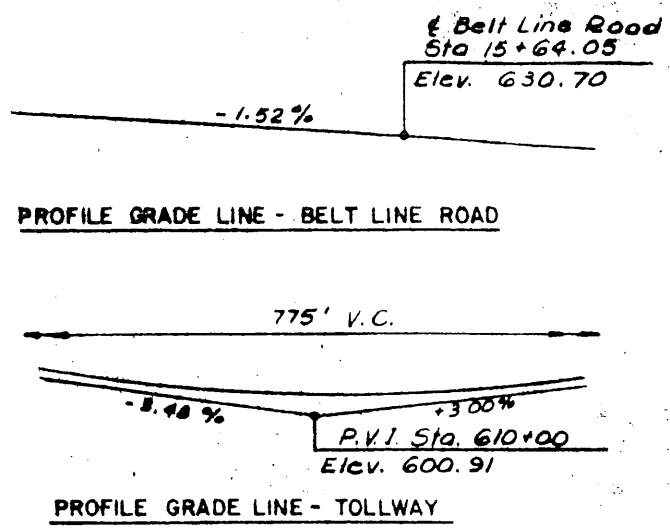 ℄ Belt Line Road
Sta 15+64.05
Elev. 630.70
-1.52%
PROFILE GRADE LINE - BELT LINE ROAD
775' V.C.
+3.00%
P.V.I. Sta. 610+00
Elev. 600.91
PROFILE GRADE LINE - TOLLWAY